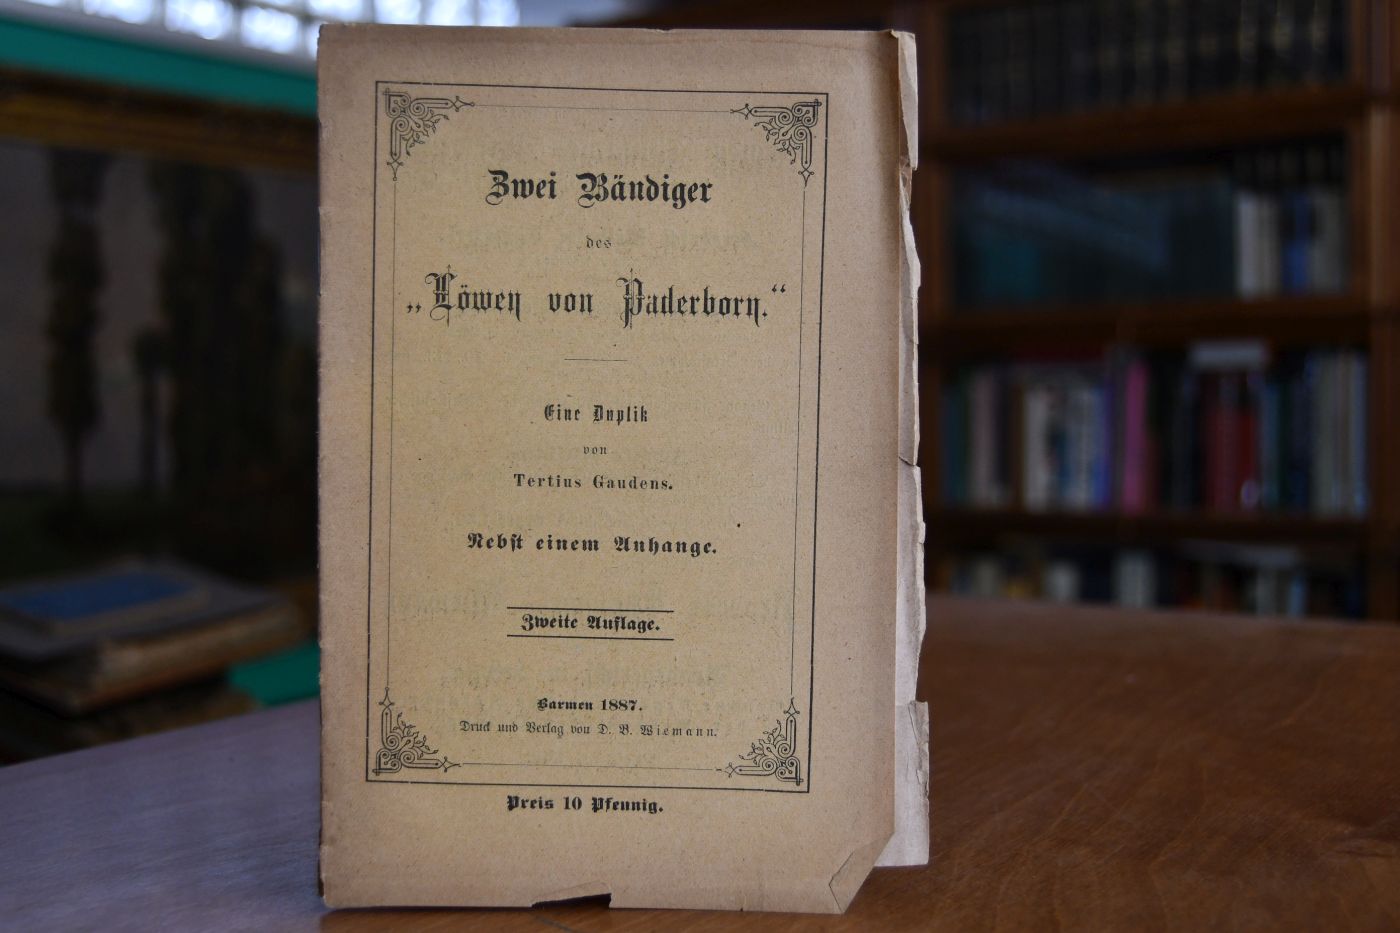 Zwei Bändiger
des
„Löwen von Paderborn.“
Eine Duplik
von
Tertius Gaudens.
Nebst einem Anhange.
Zweite Auflage.
Barmen 1887.
Druck und Verlag von D. B. Wiemann.
Preis 10 Pfennig.